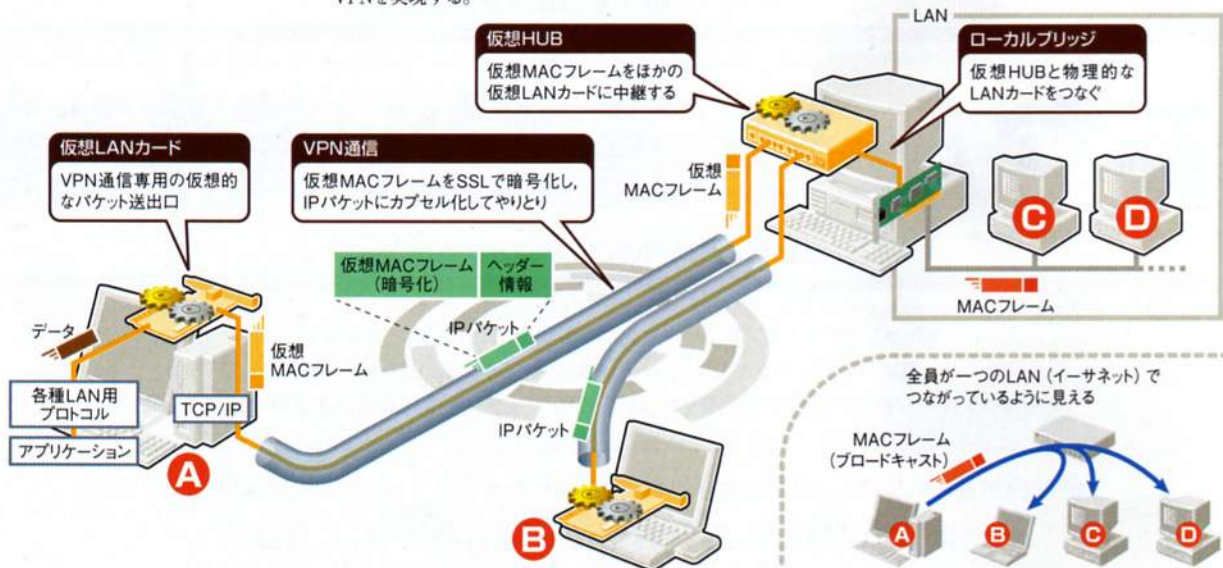 VPNを実現する。
LAN
仮想HUB
仮想MACフレームをほかの
仮想LANカードに中継する
ローカルブリッジ
仮想HUBと物理的な
LANカードをつなぐ
仮想LANカード
VPN通信専用の仮想的
なパケット送出口
VPN通信
仮想MACフレームをSSLで暗号化し,
IPパケットにカプセル化してやりとり
仮想
MACフレーム
C
D
MACフレーム
仮想MACフレーム
(暗号化)
ヘッダー
情報
IPパケット
データ
仮想
MACフレーム
各種LAN用
プロトコル
TCP/IP
アプリケーション
A
IPパケット
B
全員が一つのLAN(イーサネット)で
つながっているように見える
MACフレーム
(ブロードキャスト)
A
B
C
D